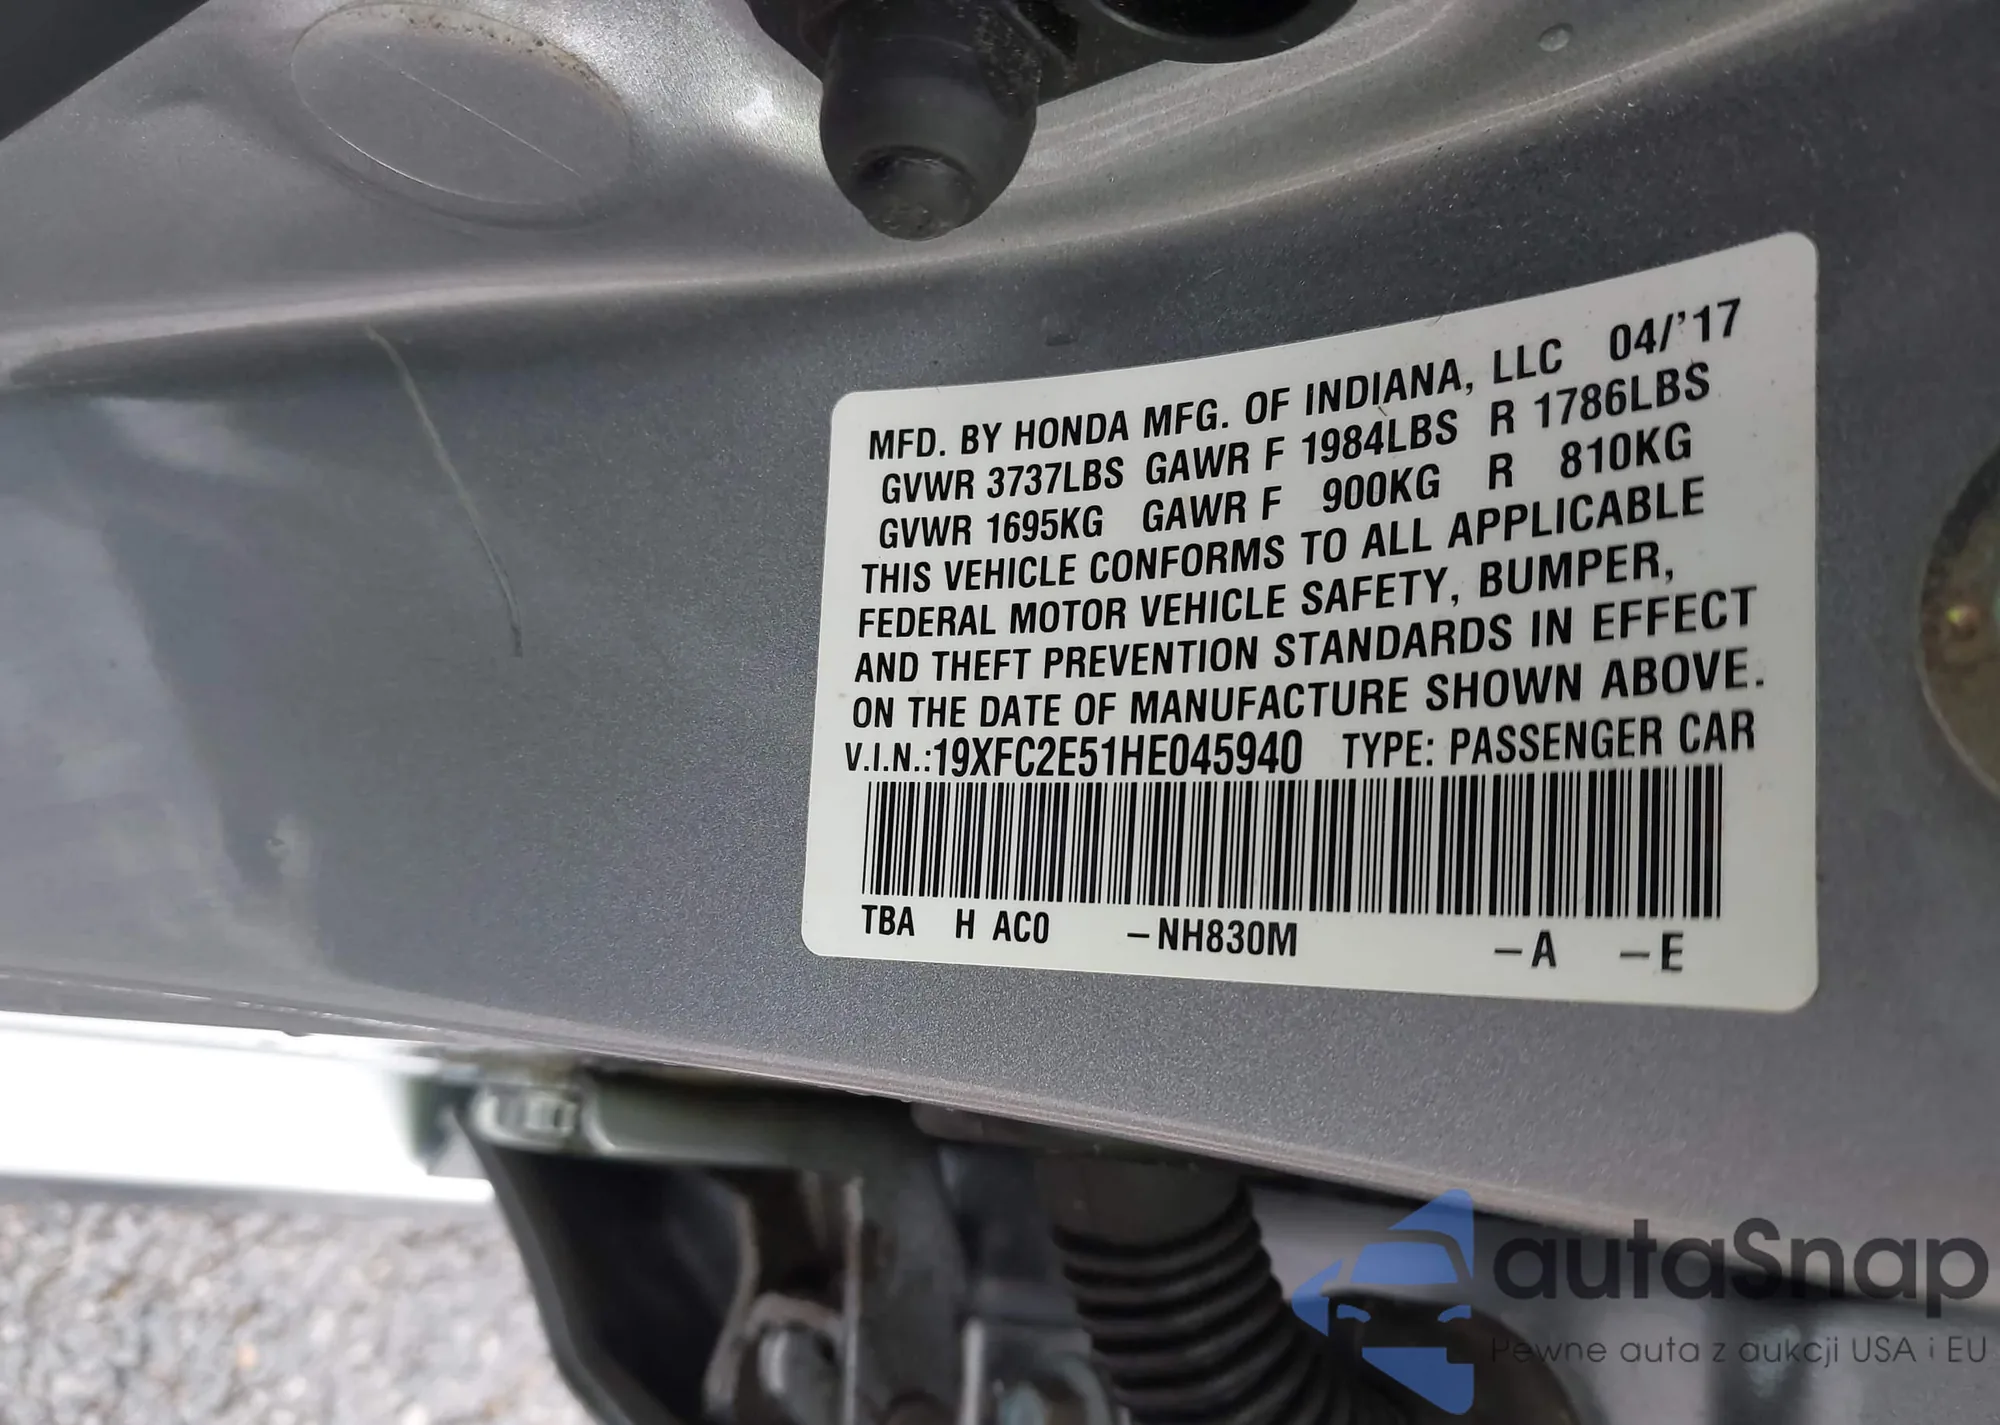 MFD. BY HONDA MFG. OF INDIANA, LLC 04/'17
GVWR 3737LBS GAWR F 1984LBS R 1786LBS
GVWR 1695KG GAWR F 900KG R 810KG
THIS VEHICLE CONFORMS TO ALL APPLICABLE
FEDERAL MOTOR VEHICLE SAFETY, BUMPER,
AND THEFT PREVENTION STANDARDS IN EFFECT
ON THE DATE OF MANUFACTURE SHOWN ABOVE.
V.I.N.:19XFC2E51HE045940 TYPE: PASSENGER CAR
TBA H AC0 -NH830M -A -E
autaSnap
Pewne auta z aukcji USA i EU